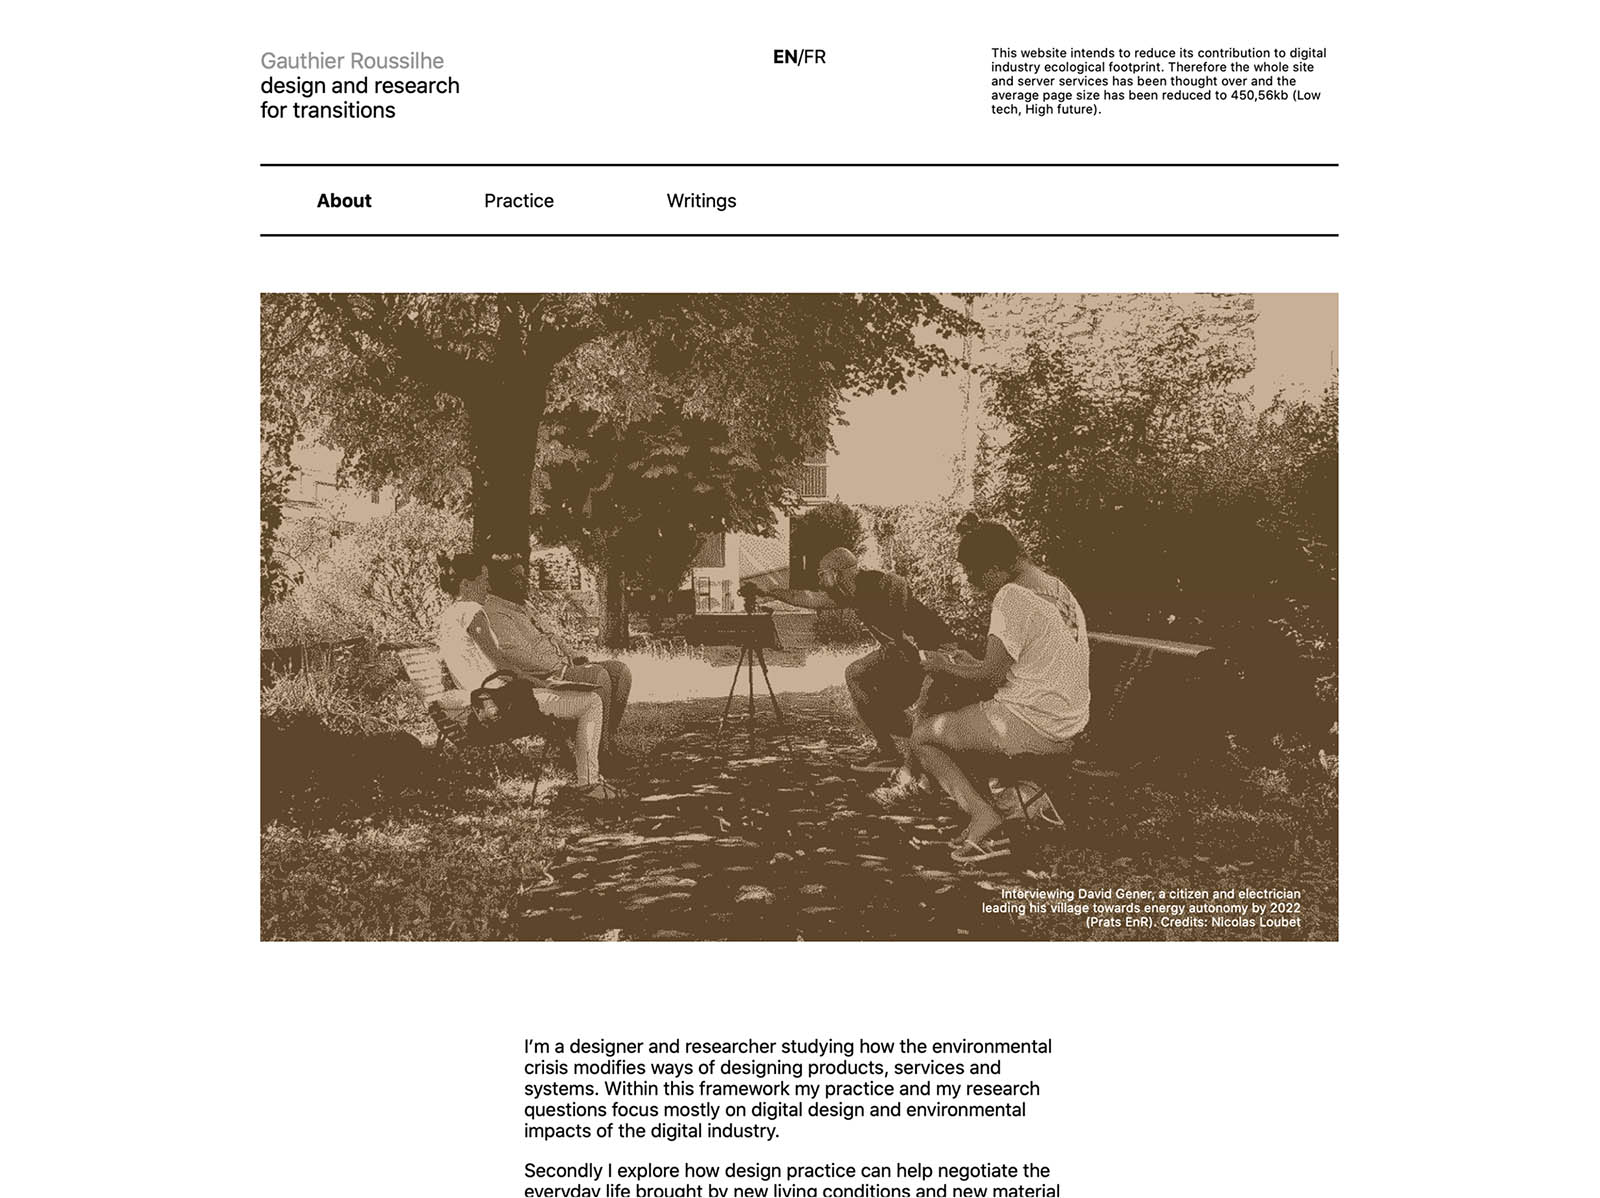 Gauthier Roussilhe
design and research
for transitions
EN/FR
This website intends to reduce its contribution to digital
industry ecological footprint. Therefore the whole site
and server services has been thought over and the
average page size has been reduced to 450,56kb (Low
tech, High future).
About
Practice
Writings
Interviewing David Gener, a citizen and electrician
leading his village towards energy autonomy by 2022
(Prats EnR). Credits: Nicolas Loubet
I’m a designer and researcher studying how the environmental
crisis modifies ways of designing products, services and
systems. Within this framework my practice and my research
questions focus mostly on digital design and environmental
impacts of the digital industry.
Secondly I explore how design practice can help negotiate the
everyday life brought by new living conditions and new material